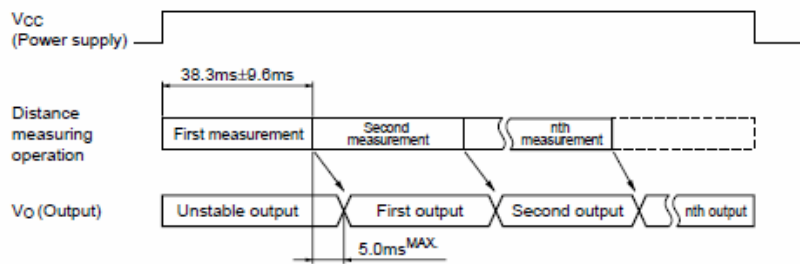 VCC
(Power supply)
38.3ms±9.6ms
Distance
measuring
operation
First measurement
Second
measurement
nth
measurement
VO (Output)
Unstable output
First output
Second output
nth output
5.0msMAX.